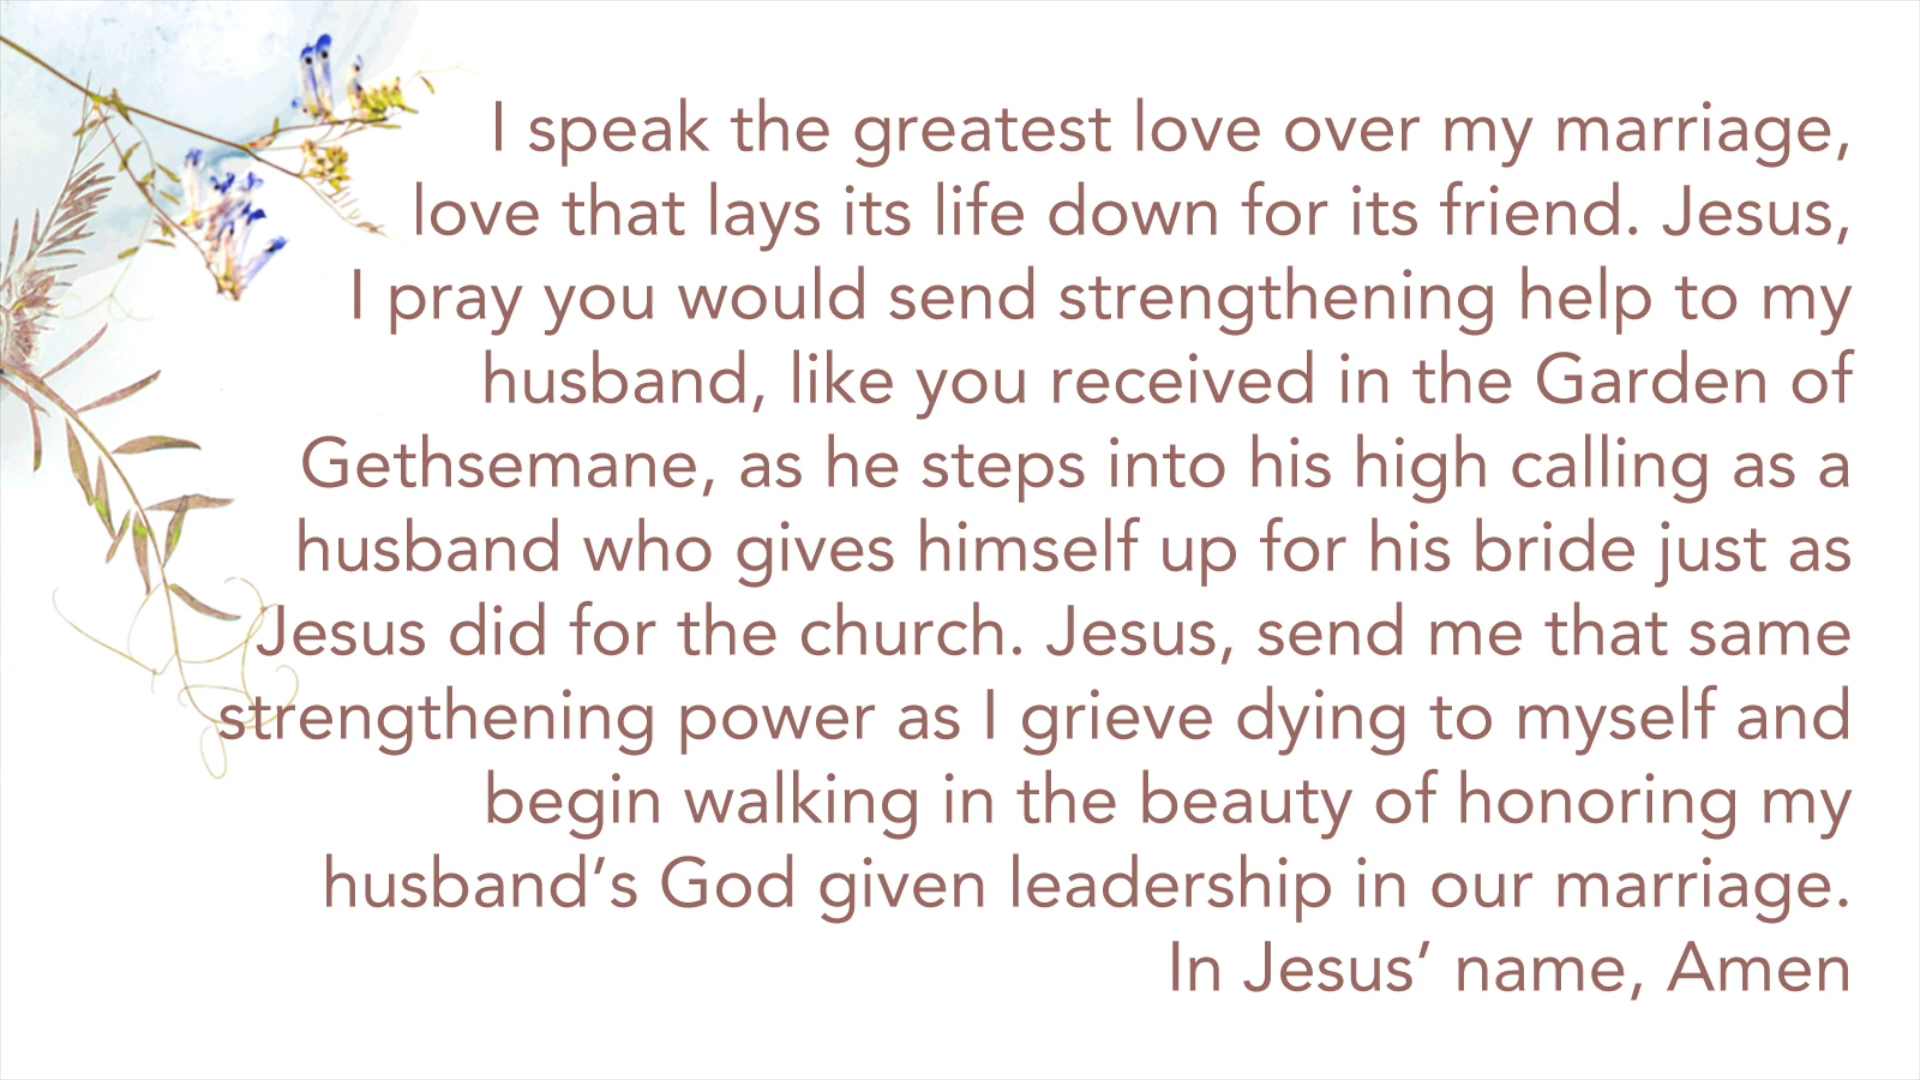 I speak the greatest love over my marriage,
love that lays its life down for its friend. Jesus,
I pray you would send strengthening help to my
husband, like you received in the Garden of
Gethsemane, as he steps into his high calling as a
husband who gives himself up for his bride just as
Jesus did for the church. Jesus, send me that same
strengthening power as I grieve dying to myself and
begin walking in the beauty of honoring my
husband’s God given leadership in our marriage.
In Jesus’ name, Amen